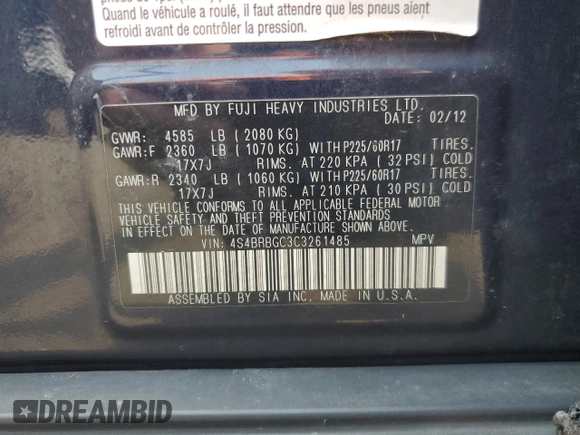 Quand le véhicule a roulé, il faut attendre que les pneus aient
refroidi avant de contrôler la pression.
MFD BY FUJI HEAVY INDUSTRIES LTD.
DATE: 02/12
GVWR: 4585 LB (2080 KG)
GAWR:F 2360 LB (1070 KG) WITH P225/60R17 TIRES.
17X7J RIMS. AT 220 KPA (32 PSI) COLD
GAWR:R 2340 LB (1060 KG) WITH P225/60R17 TIRES.
17X7J RIMS. AT 210 KPA (30 PSI) COLD
THIS VEHICLE CONFORMS TO ALL APPLICABLE FEDERAL MOTOR
VEHICLE SAFETY AND THEFT PREVENTION STANDARDS
IN EFFECT ON THE DATE OF MANUFACTURE SHOWN ABOVE.
VIN: 4S4BRBGC3C3261485 MPV
ASSEMBLED BY SIA INC. MADE IN U.S.A.
DREAMBID